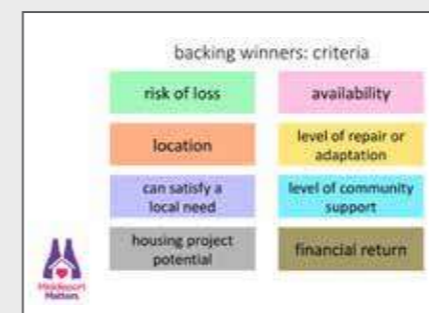 backing winners: criteria
risk of loss
availability
location
level of repair or
adaptation
can satisfy a
local need
level of community
support
housing project
potential
financial return
Middleport
Matters